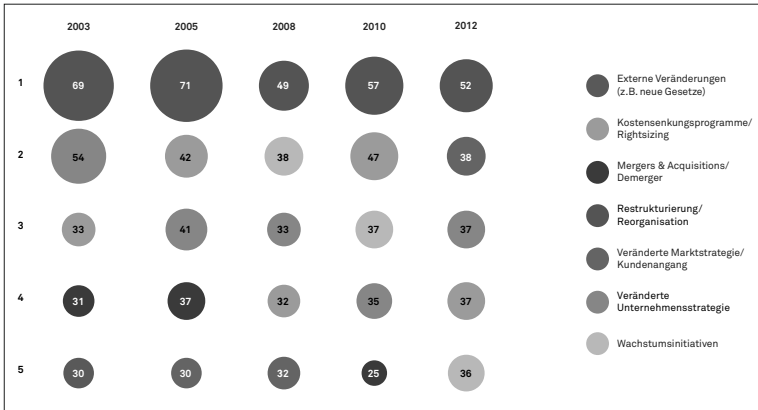 2003 2005 2008 2010 2012
1 69 71 49 57 52
2 54 42 38 47 38
3 33 41 33 37 37
4 31 37 32 35 37
5 30 30 32 25 36
Externe Veränderungen
(z.B. neue Gesetze)
Kostensenkungsprogramme/
Rightsizing
Mergers & Acquisitions/
Demerger
Restrukturierung/
Reorganisation
Veränderte Marktstrategie/
Kundenangang
Veränderte
Unternehmensstrategie
Wachstumsinitiativen